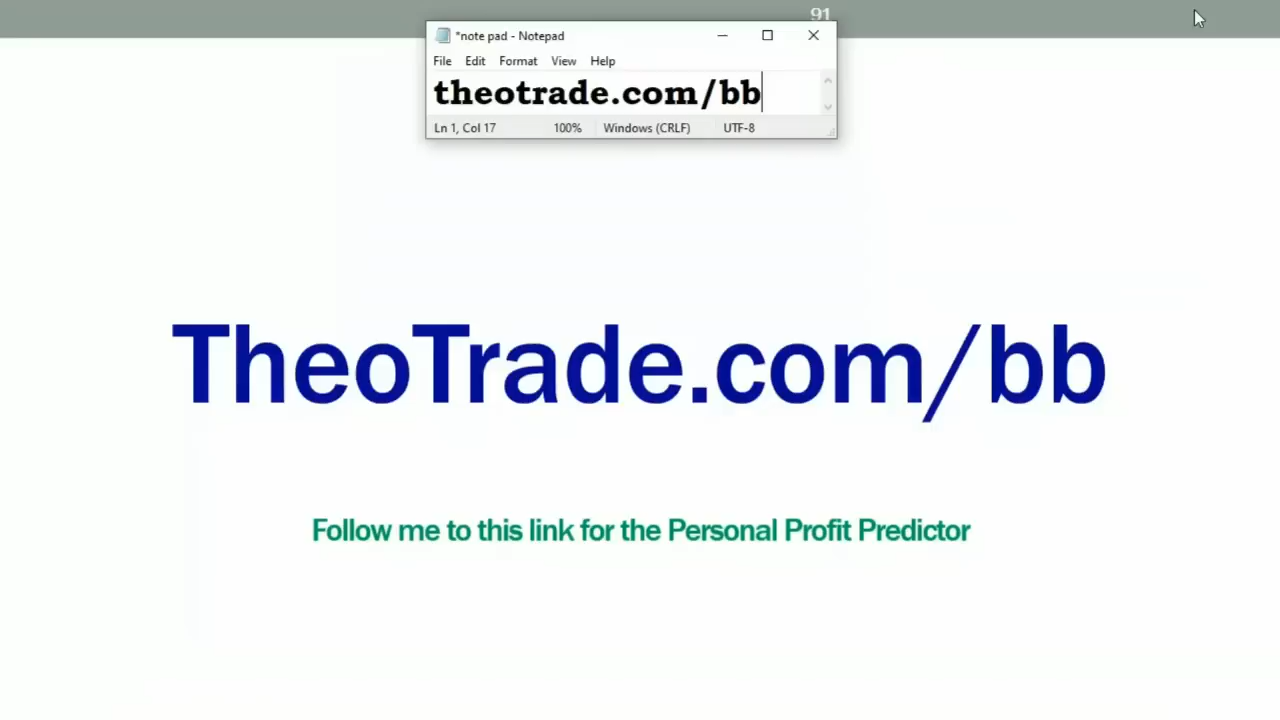 91
*note pad - Notepad
File Edit Format View Help
theotrade.com/bb
Ln 1, Col 17 100% Windows (CRLF) UTF-8
TheoTrade.com/bb
Follow me to this link for the Personal Profit Predictor